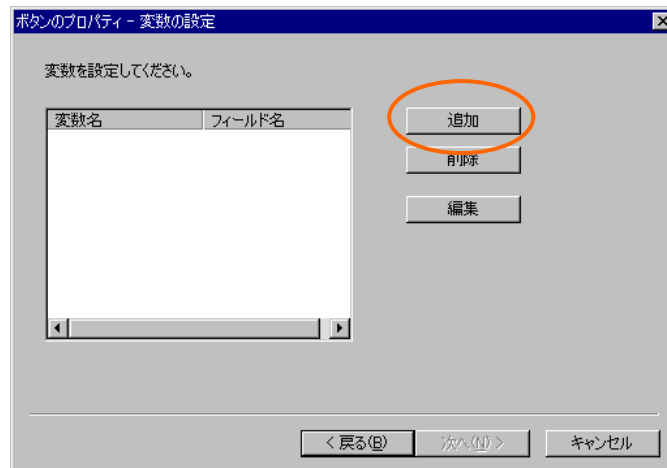 ボタンのプロパティ - 変数の設定
変数を設定してください。
変数名 フィールド名
追加
削除
編集
< 戻る(B) 次へ(N) > キャンセル